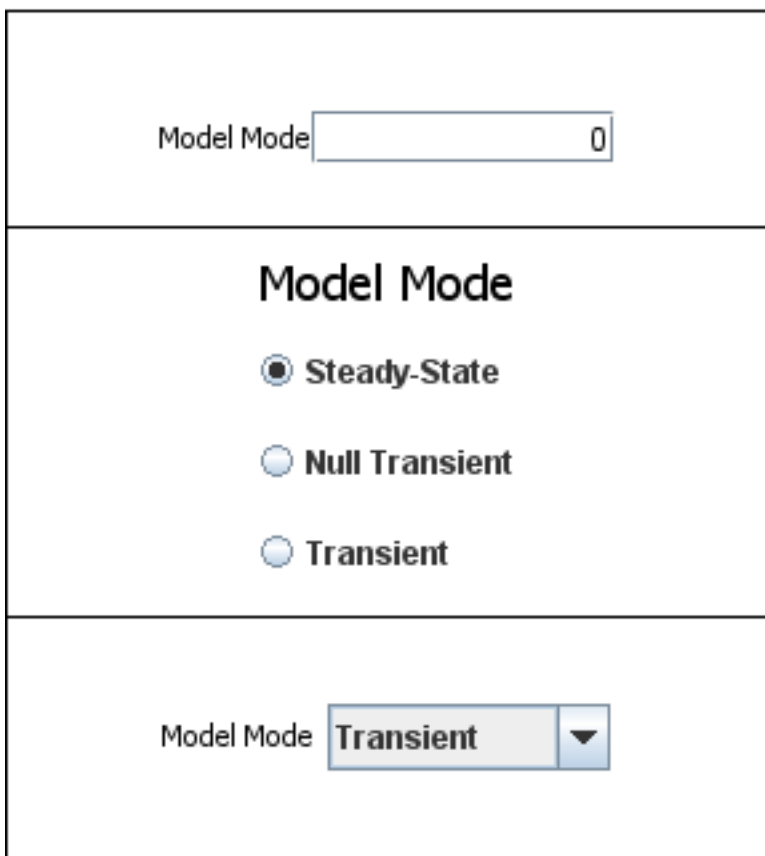 Model Mode 0
Model Mode
Steady-State
Null Transient
Transient
Model Mode Transient